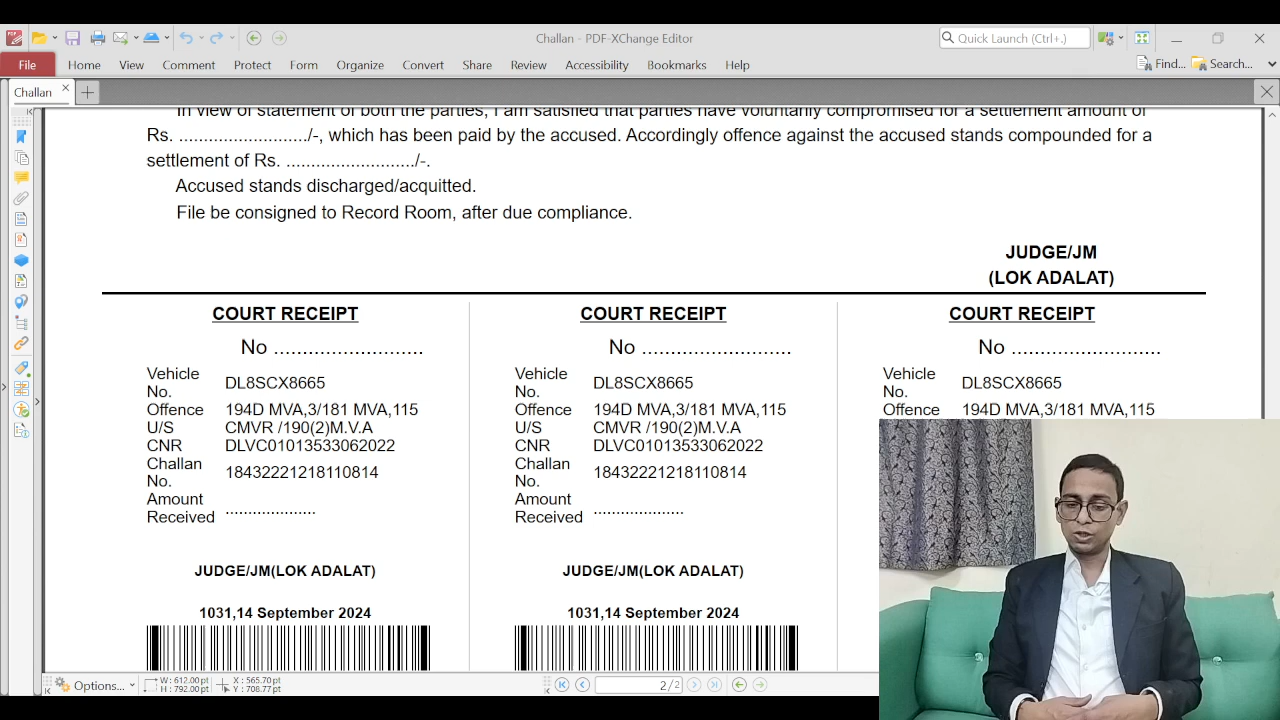 Challan - PDF-XChange Editor
Quick Launch (Ctrl+.)
File Home View Comment Protect Form Organize Convert Share Review Accessibility Bookmarks Help Find... Search...
Challan
In view of statement of both the parties, I am satisfied that parties have voluntarily compromised for a settlement amount of
Rs. ............................/-, which has been paid by the accused. Accordingly offence against the accused stands compounded for a
settlement of Rs. ............................/-.
Accused stands discharged/acquitted.
File be consigned to Record Room, after due compliance.
JUDGE/JM
(LOK ADALAT)
COURT RECEIPT
No ..........................
Vehicle No. DL8SCX8665
Offence U/S 194D MVA,3/181 MVA,115
CMVR /190(2)M.V.A
CNR DLVC01013533062022
Challan No. 18432221218110814
Amount Received ....................
JUDGE/JM(LOK ADALAT)
1031,14 September 2024
COURT RECEIPT
No ..........................
Vehicle No. DL8SCX8665
Offence U/S 194D MVA,3/181 MVA,115
CMVR /190(2)M.V.A
CNR DLVC01013533062022
Challan No. 18432221218110814
Amount Received ....................
JUDGE/JM(LOK ADALAT)
1031,14 September 2024
COURT RECEIPT
No ..........................
Vehicle No. DL8SCX8665
Offence 194D MVA,3/181 MVA,115
Options...
W: 612.00 pt
H: 792.00 pt
X: 565.70 pt
Y: 708.77 pt
2/2